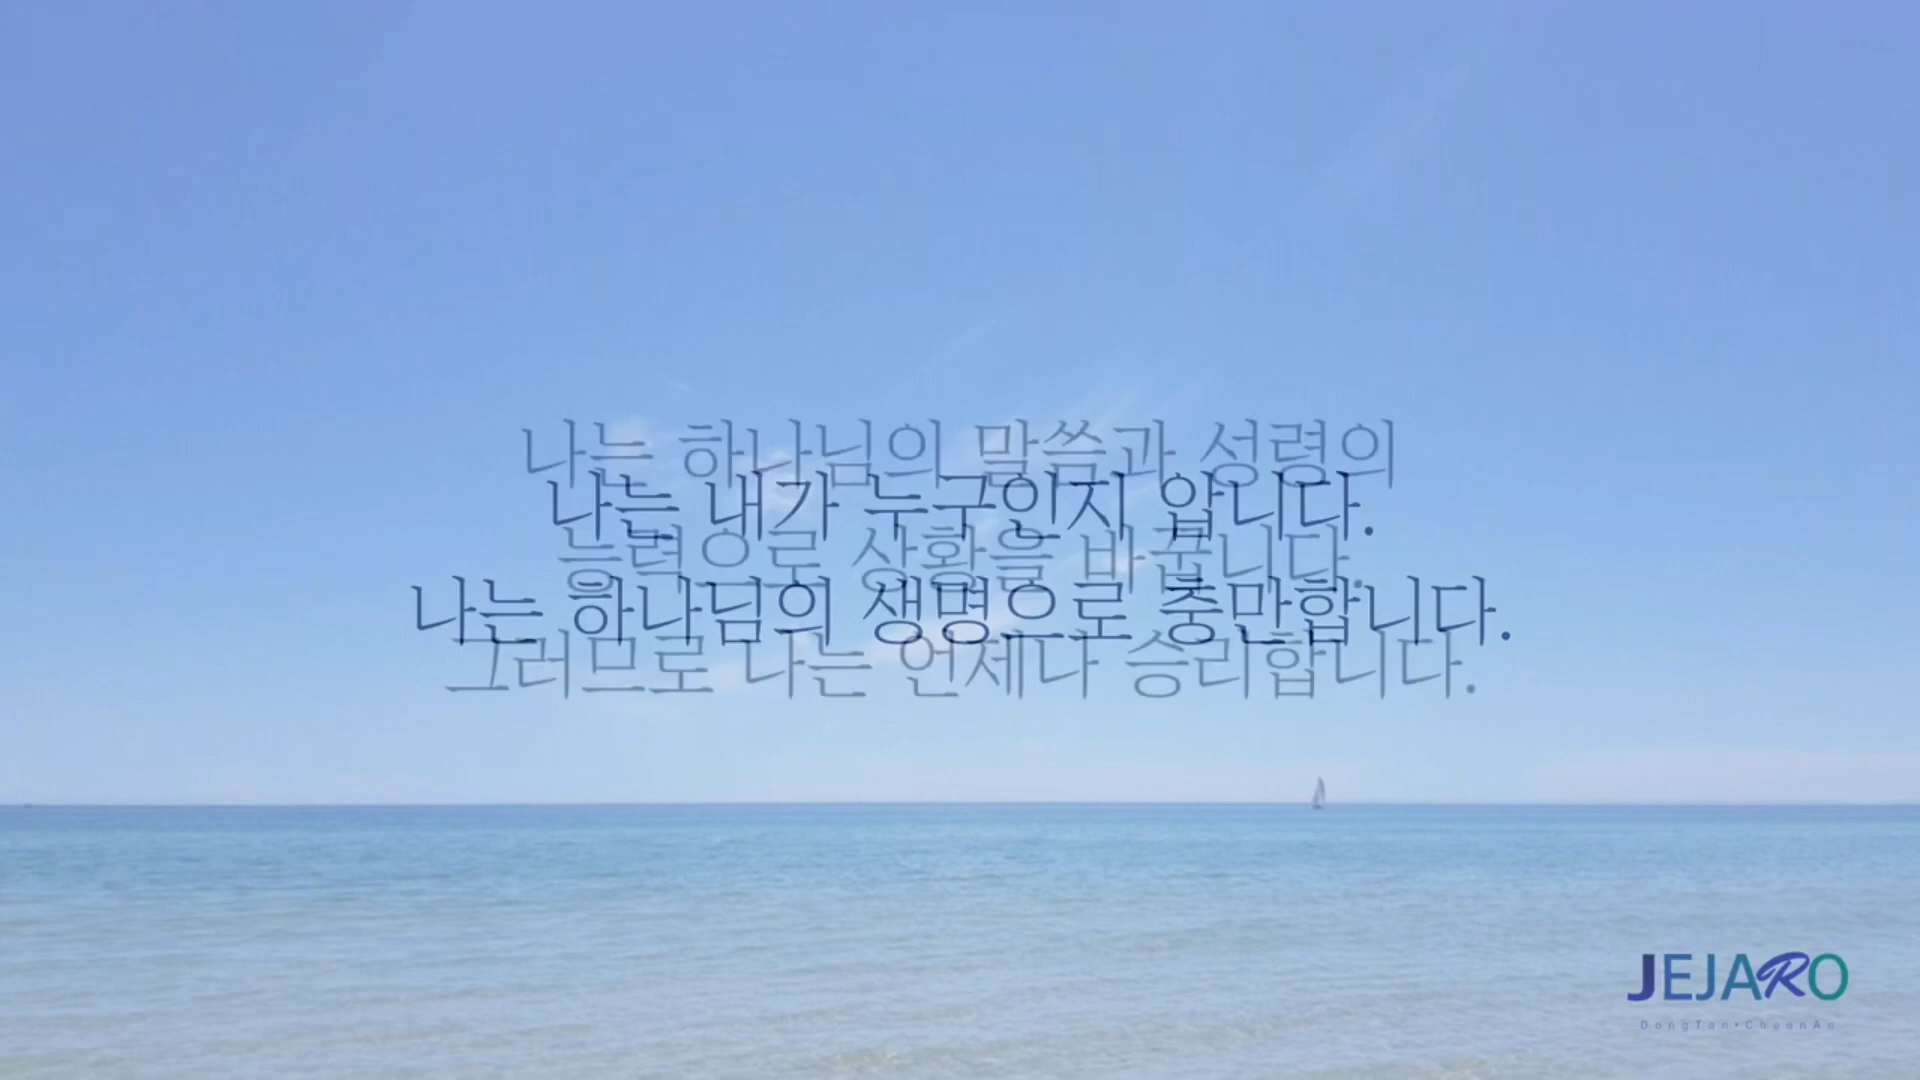 나는 하나님의 말씀과 성령의
나는 내가 누구인지 압니다.
능력으로 상황을 바꿉니다.
나는 하나님의 생명으로 충만합니다.
그러므로 나는 언제나 승리합니다.
JEJARO
DongTan•CheonAn